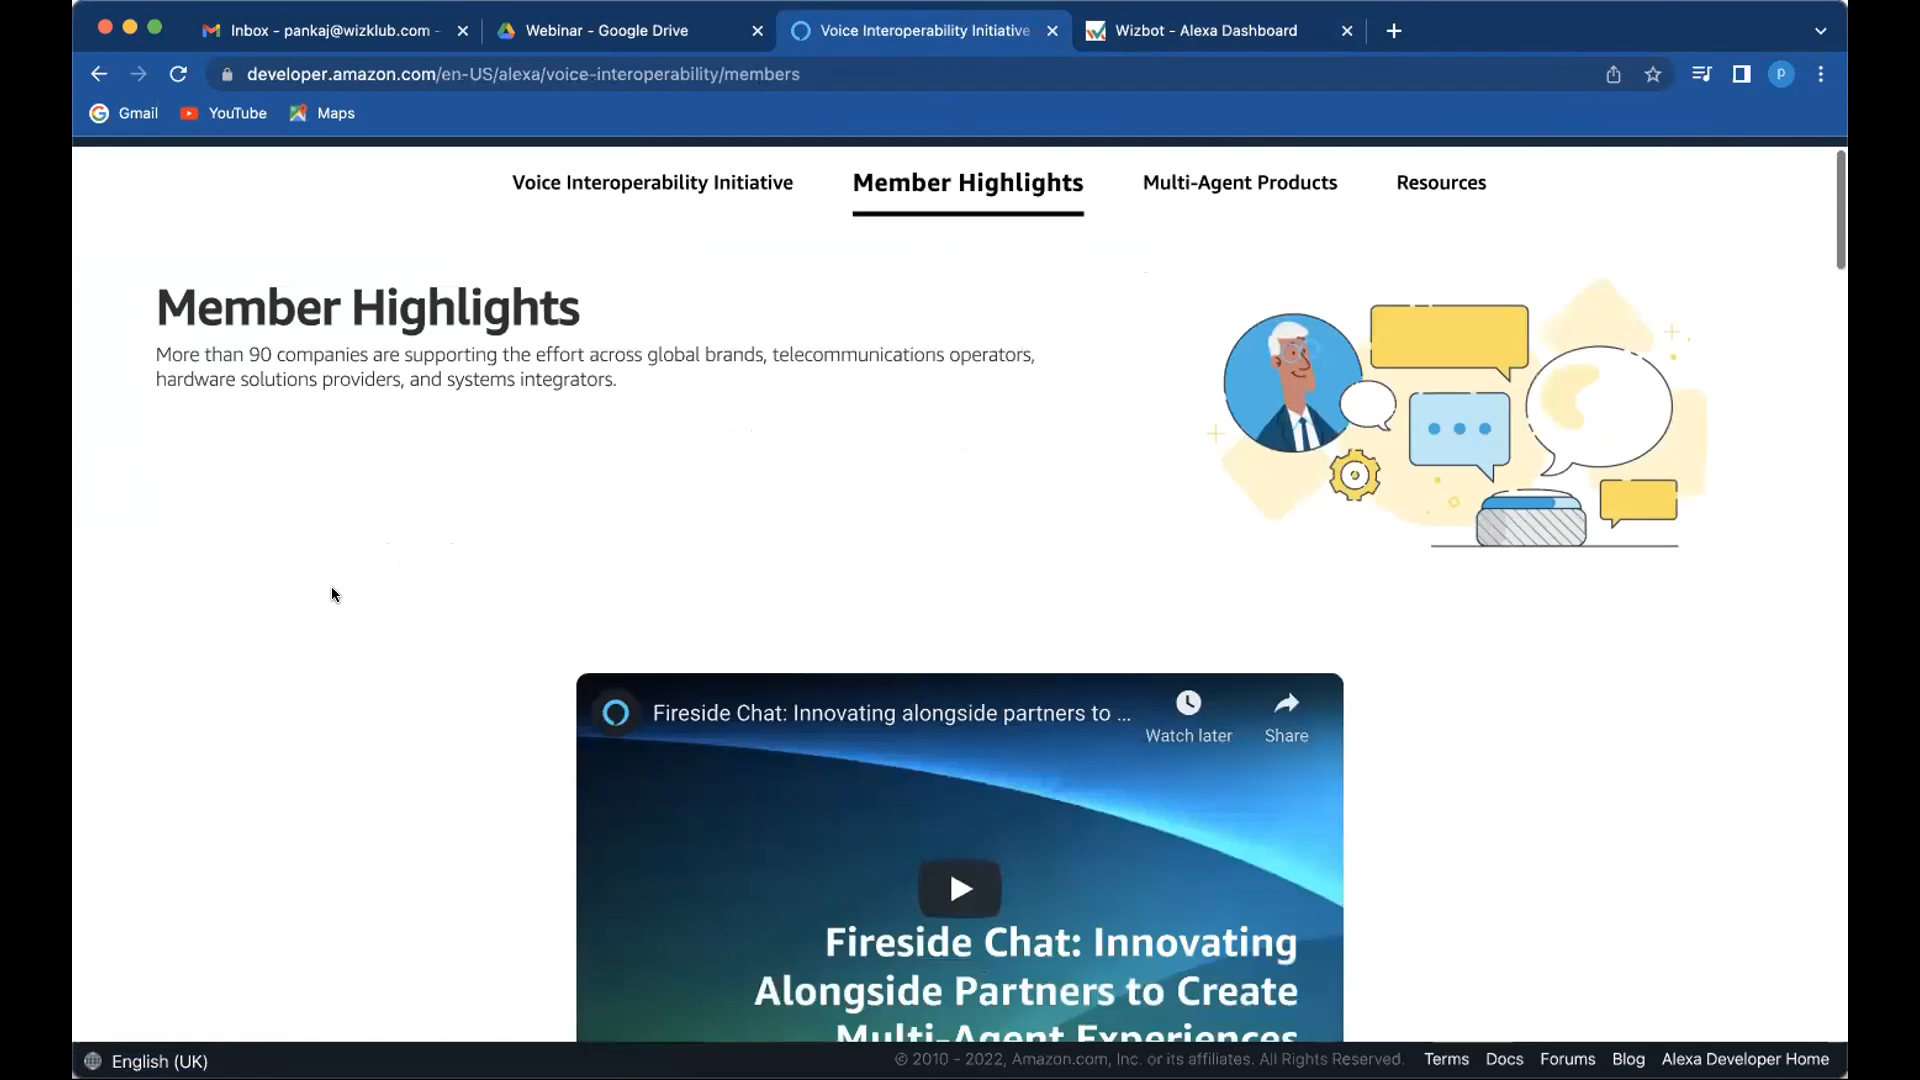 Inbox - pankaj@wizklub.com -
Webinar - Google Drive
Voice Interoperability Initiative
Wizbot - Alexa Dashboard
developer.amazon.com/en-US/alexa/voice-interoperability/members
P
Gmail
YouTube
Maps
Voice Interoperability Initiative
Member Highlights
Multi-Agent Products
Resources
Member Highlights
More than 90 companies are supporting the effort across global brands, telecommunications operators,
hardware solutions providers, and systems integrators.
Fireside Chat: Innovating alongside partners to ...
Watch later
Share
Fireside Chat: Innovating
Alongside Partners to Create
Multi-Agent Experiences
English (UK)
© 2010 - 2022, Amazon.com, Inc. or its affiliates. All Rights Reserved.
Terms
Docs
Forums
Blog
Alexa Developer Home